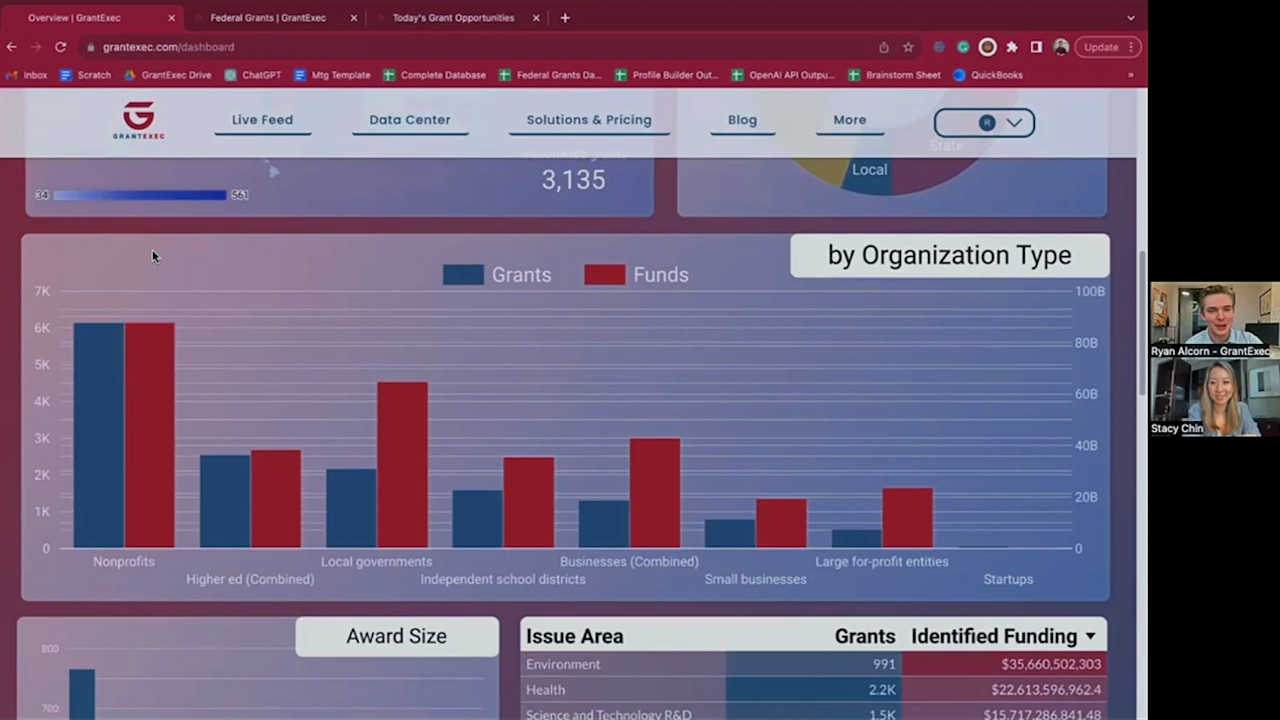 Overview | GrantExec
Federal Grants | GrantExec
Today's Grant Opportunities
grantexec.com/dashboard
Update
Inbox
Scratch
GrantExec Drive
ChatGPT
Mtg Template
Complete Database
Federal Grants Da...
Profile Builder Out...
OpenAI API Outpu...
Brainstorm Sheet
QuickBooks
»
G
GRANTEXEC
Live Feed
Data Center
Solutions & Pricing
Blog
More
R
State
Local
3,135
34
561
by Organization Type
Grants
Funds
7K
6K
5K
4K
3K
2K
1K
0
100B
80B
60B
40B
20B
0
Nonprofits
Higher ed (Combined)
Local governments
Independent school districts
Businesses (Combined)
Small businesses
Large for-profit entities
Startups
Award Size
800
700
Issue Area Grants Identified Funding
Environment 991 $35,660,502,303
Health 2.2K $22,613,596,962.4
Science and Technology R&D 1.5K $15,717,286,841.48
Ryan Alcorn - GrantExec
Stacy Chin